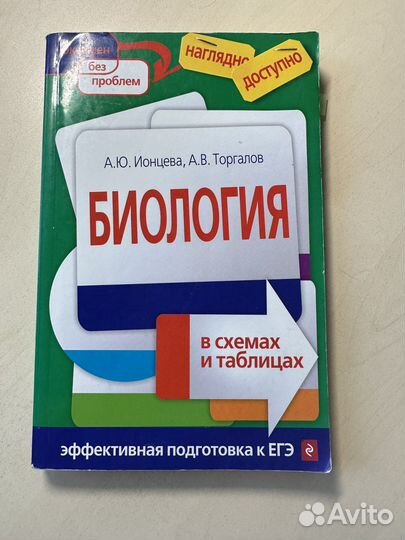 без
проблем
наглядно
доступно
А.Ю. Ионцева, А.В. Торгалов
БИОЛОГИЯ
в схемах
и таблицах
эффективная подготовка к ЕГЭ
Avito